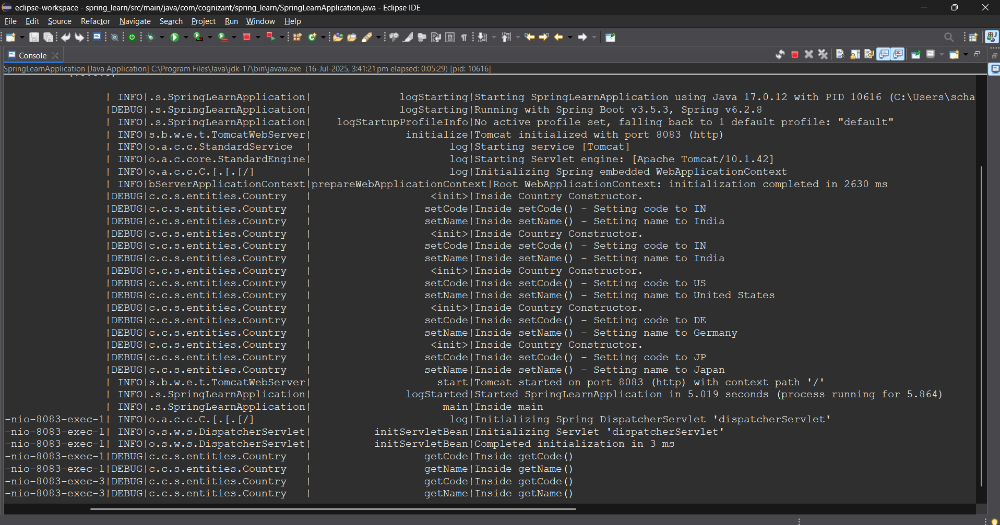 eclipse-workspace - spring_learn/src/main/java/com/cognizant/spring_learn/SpringLearnApplication.java - Eclipse IDE
File Edit Source Refactor Navigate Search Project Run Window Help
Console
SpringLearnApplication [Java Application] C:\Program Files\Java\jdk-17\bin\javaw.exe (16-Jul-2025, 3:41:21 pm elapsed: 0:05:29) [pid: 10616]
| INFO|.s.SpringLearnApplication| logStarting|Starting SpringLearnApplication using Java 17.0.12 with PID 10616 (C:\Users\scha
|DEBUG|.s.SpringLearnApplication| logStarting|Running with Spring Boot v3.5.3, Spring v6.2.8
| INFO|.s.SpringLearnApplication| logStartupProfileInfo|No active profile set, falling back to 1 default profile: "default"
| INFO|s.b.w.e.t.TomcatWebServer| initialize|Tomcat initialized with port 8083 (http)
| INFO|o.a.c.c.StandardService | log|Starting service [Tomcat]
| INFO|o.a.c.core.StandardEngine| log|Starting Servlet engine: [Apache Tomcat/10.1.42]
| INFO|o.a.c.c.C.[.[.[/] | log|Initializing Spring embedded WebApplicationContext
| INFO|bServerApplicationContext|prepareWebApplicationContext|Root WebApplicationContext: initialization completed in 2630 ms
|DEBUG|c.c.s.entities.Country | <init>|Inside Country Constructor.
|DEBUG|c.c.s.entities.Country | setCode|Inside setCode() - Setting code to IN
|DEBUG|c.c.s.entities.Country | setName|Inside setName() - Setting name to India
|DEBUG|c.c.s.entities.Country | <init>|Inside Country Constructor.
|DEBUG|c.c.s.entities.Country | setCode|Inside setCode() - Setting code to IN
|DEBUG|c.c.s.entities.Country | setName|Inside setName() - Setting name to India
|DEBUG|c.c.s.entities.Country | <init>|Inside Country Constructor.
|DEBUG|c.c.s.entities.Country | setCode|Inside setCode() - Setting code to US
|DEBUG|c.c.s.entities.Country | setName|Inside setName() - Setting name to United States
|DEBUG|c.c.s.entities.Country | <init>|Inside Country Constructor.
|DEBUG|c.c.s.entities.Country | setCode|Inside setCode() - Setting code to DE
|DEBUG|c.c.s.entities.Country | setName|Inside setName() - Setting name to Germany
|DEBUG|c.c.s.entities.Country | <init>|Inside Country Constructor.
|DEBUG|c.c.s.entities.Country | setCode|Inside setCode() - Setting code to JP
|DEBUG|c.c.s.entities.Country | setName|Inside setName() - Setting name to Japan
| INFO|s.b.w.e.t.TomcatWebServer| start|Tomcat started on port 8083 (http) with context path '/'
| INFO|.s.SpringLearnApplication| logStarted|Started SpringLearnApplication in 5.019 seconds (process running for 5.864)
| INFO|.s.SpringLearnApplication| main|Inside main
-nio-8083-exec-1| INFO|o.a.c.c.C.[.[.[/] | log|Initializing Spring DispatcherServlet 'dispatcherServlet'
-nio-8083-exec-1| INFO|o.s.w.s.DispatcherServlet| initServletBean|Initializing Servlet 'dispatcherServlet'
-nio-8083-exec-1| INFO|o.s.w.s.DispatcherServlet| initServletBean|Completed initialization in 3 ms
-nio-8083-exec-1|DEBUG|c.c.s.entities.Country | getCode|Inside getCode()
-nio-8083-exec-1|DEBUG|c.c.s.entities.Country | getName|Inside getName()
-nio-8083-exec-3|DEBUG|c.c.s.entities.Country | getCode|Inside getCode()
-nio-8083-exec-3|DEBUG|c.c.s.entities.Country | getName|Inside getName()